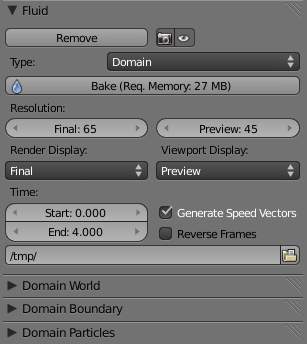 Fluid
Remove
Type: Domain
Bake (Req. Memory: 27 MB)
Resolution:
Final: 65 Preview: 45
Render Display: Viewport Display:
Final Preview
Time:
Start: 0.000 Generate Speed Vectors
End: 4.000 Reverse Frames
/tmp/
Domain World
Domain Boundary
Domain Particles